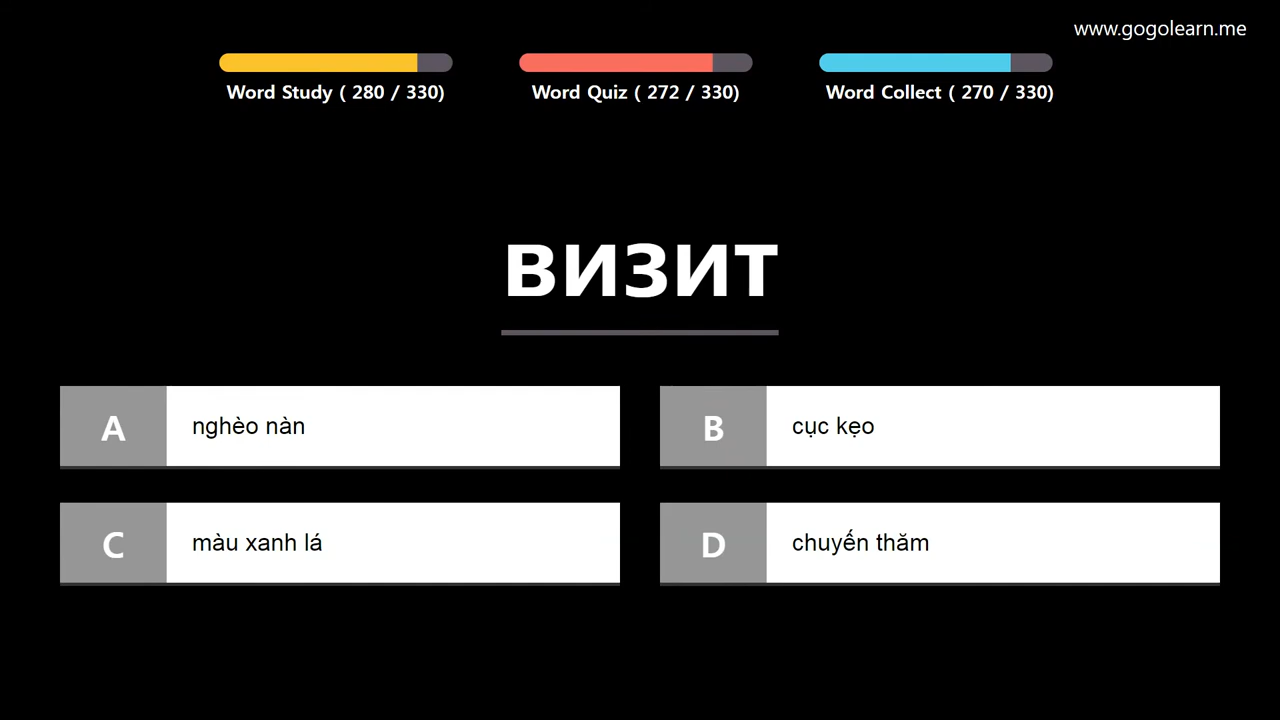 www.gogolearn.me
Word Study ( 280 / 330)
Word Quiz ( 272 / 330)
Word Collect ( 270 / 330)
визит
A
nghèo nàn
B
cục kẹo
C
màu xanh lá
D
chuyến thăm